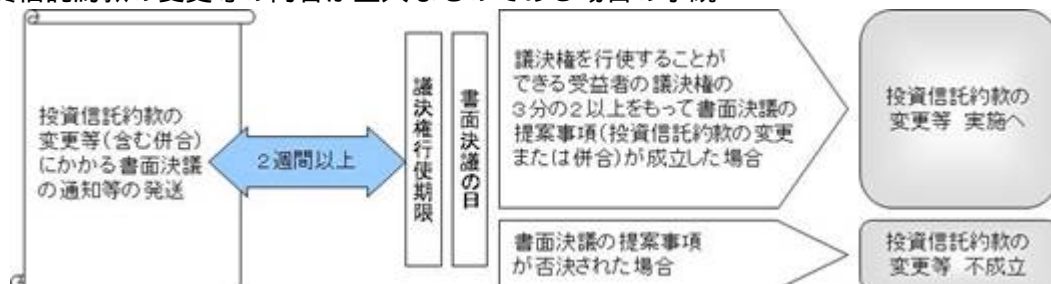 投資信託約款の
変更等(含む併合)
にかかる書面決議
の通知等の発送
2週間以上
議決権行使期限
書面決議の日
議決権を行使することが
できる受益者の議決権の
3分の2以上をもって書面決議の
提案事項(投資信託約款の変更
または併合)が成立した場合
投資信託約款の
変更等 実施へ
書面決議の提案事項
が否決された場合
投資信託約款の
変更等 不成立